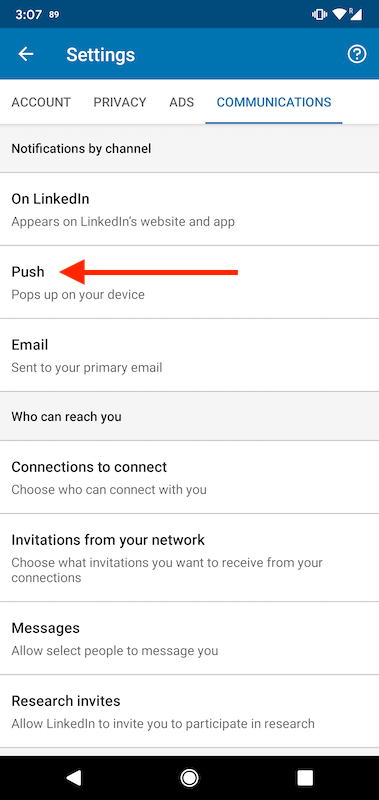 3:07 89
R
Settings
ACCOUNT PRIVACY ADS COMMUNICATIONS
Notifications by channel
On LinkedIn
Appears on LinkedIn's website and app
Push
Pops up on your device
Email
Sent to your primary email
Who can reach you
Connections to connect
Choose who can connect with you
Invitations from your network
Choose what invitations you want to receive from your
connections
Messages
Allow select people to message you
Research invites
Allow LinkedIn to invite you to participate in research